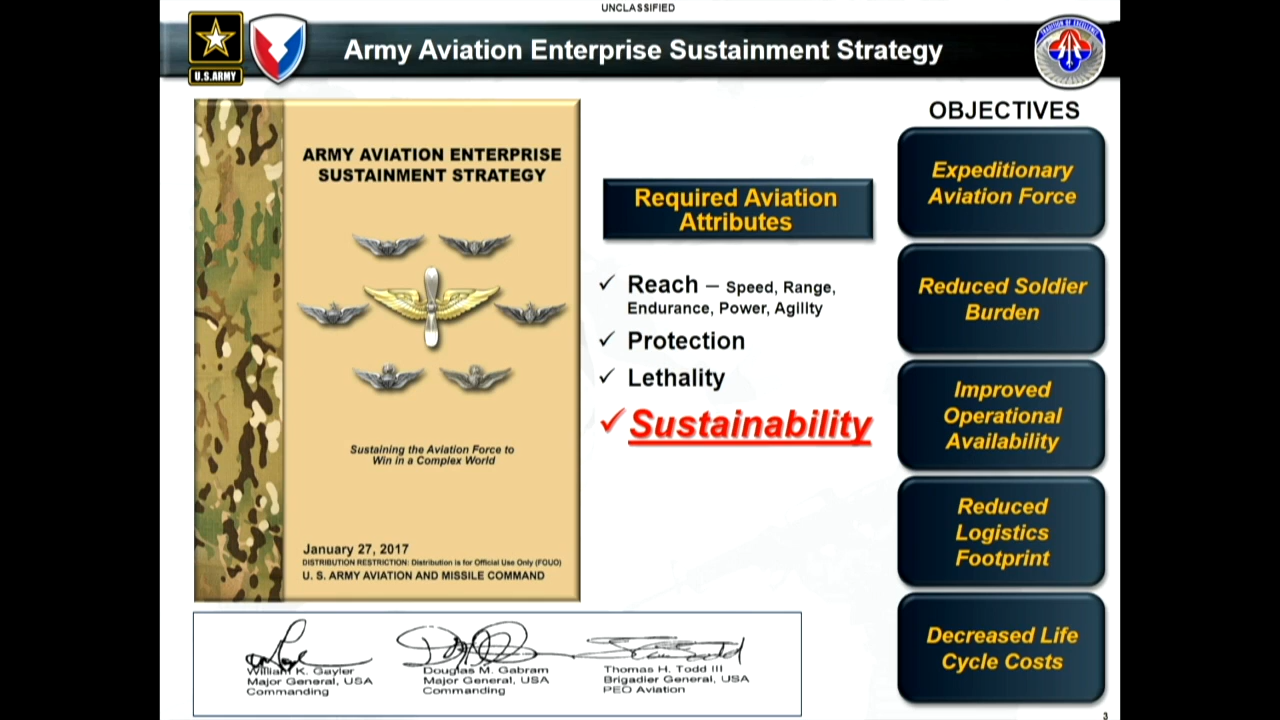 UNCLASSIFIED
U.S.ARMY
Army Aviation Enterprise Sustainment Strategy
TRADITION OF EXCELLENCE
ARMY AVIATION ENTERPRISE
SUSTAINMENT STRATEGY
Sustaining the Aviation Force to
Win in a Complex World
January 27, 2017
DISTRIBUTION RESTRICTION: Distribution is for Official Use Only (FOUO)
U. S. ARMY AVIATION AND MISSILE COMMAND
Required Aviation
Attributes
✓ Reach – Speed, Range,
Endurance, Power, Agility
✓ Protection
✓ Lethality
✓ Sustainability
OBJECTIVES
Expeditionary
Aviation Force
Reduced Soldier
Burden
Improved
Operational
Availability
Reduced
Logistics
Footprint
Decreased Life
Cycle Costs
William K. Gayler
Major General, USA
Commanding
Douglas M. Gabram
Major General, USA
Commanding
Thomas H. Todd III
Brigadier General, USA
PEO Aviation
3